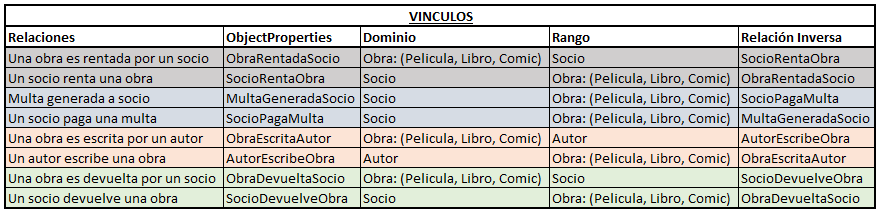 VINCULOS
Relaciones ObjectProperties Dominio Rango Relación Inversa
Una obra es rentada por un socio ObraRentadaSocio Obra: (Pelicula, Libro, Comic) Socio SocioRentaObra
Un socio renta una obra SocioRentaObra Socio Obra: (Pelicula, Libro, Comic) ObraRentadaSocio
Multa generada a socio MultaGeneradaSocio Socio Obra: (Pelicula, Libro, Comic) SocioPagaMulta
Un socio paga una multa SocioPagaMulta Socio Obra: (Pelicula, Libro, Comic) MultaGeneradaSocio
Una obra es escrita por un autor ObraEscritaAutor Obra: (Pelicula, Libro, Comic) Autor AutorEscribeObra
Un autor escribe una obra AutorEscribeObra Autor Obra: (Pelicula, Libro, Comic) ObraEscritaAutor
Una obra es devuelta por un socio ObraDevueltaSocio Obra: (Pelicula, Libro, Comic) Socio SocioDevuelveObra
Un socio devuelve una obra SocioDevuelveObra Socio Obra: (Pelicula, Libro, Comic) ObraDevueltaSocio